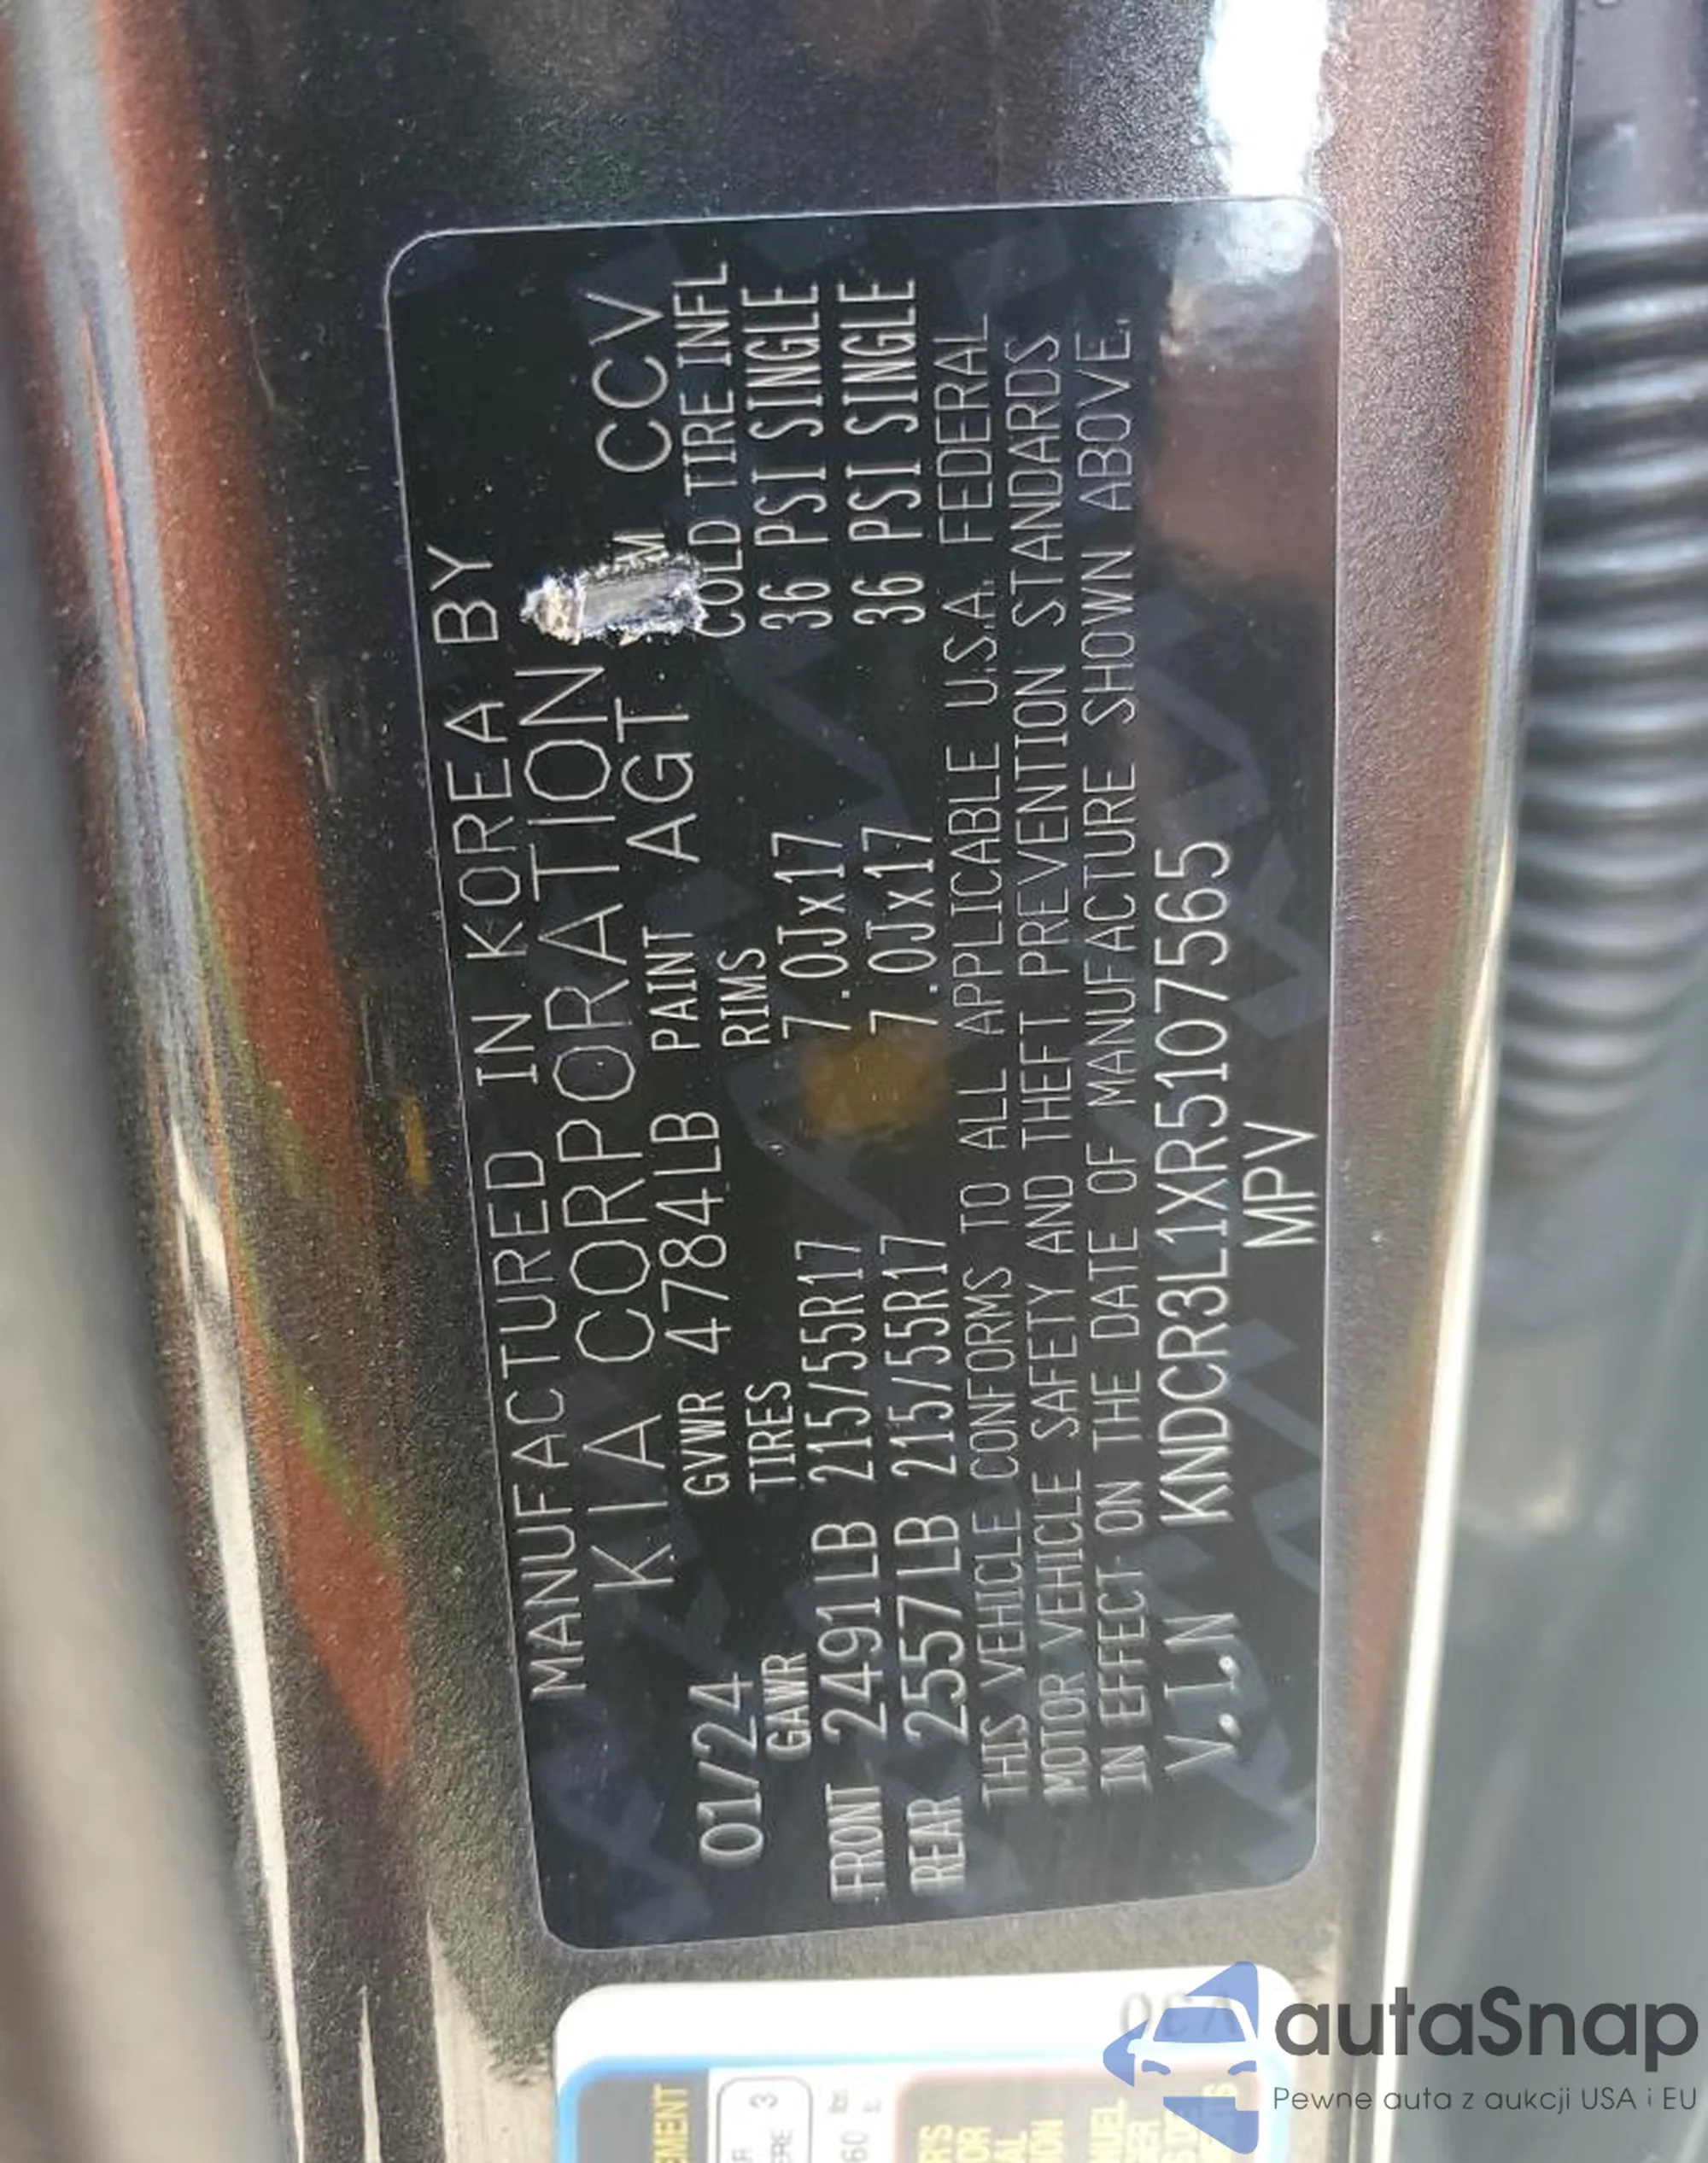 MANUFACTURED IN KOREA BY
KIA CORPORATION
01/24 GVWR 4784LB PAINT AGT CCV
GAWR TIRES RIMS COLD TIRE INFL
FRONT 2491LB 215/55R17 7.0Jx17 36 PSI SINGLE
REAR 2557LB 215/55R17 7.0Jx17 36 PSI SINGLE
THIS VEHICLE CONFORMS TO ALL APPLICABLE U.S.A. FEDERAL
MOTOR VEHICLE SAFETY AND THEFT PREVENTION STANDARDS
IN EFFECT ON THE DATE OF MANUFACTURE SHOWN ABOVE.
V.I.N KNDCR3L1XR5107565
MPV
autaSnap
Pewne auta z aukcji USA i EU